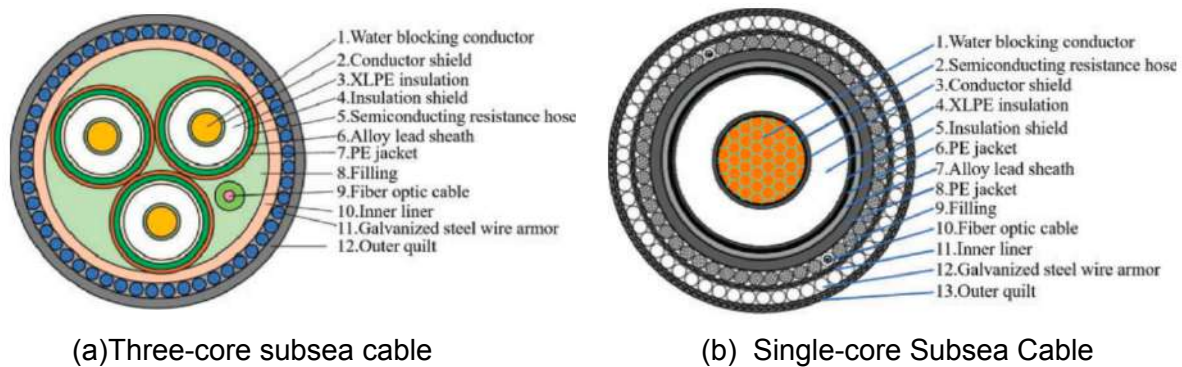 1.Water blocking conductor
2.Conductor shield
3.XLPE insulation
4.Insulation shield
5.Semiconducting resistance hose
6.Alloy lead sheath
7.PE jacket
8.Filling
9.Fiber optic cable
10.Inner liner
11.Galvanized steel wire armor
12.Outer quilt
(a)Three-core subsea cable
1.Water blocking conductor
2.Semiconducting resistance hose
3.Conductor shield
4.XLPE insulation
5.Insulation shield
6.PE jacket
7.Alloy lead sheath
8.PE jacket
9.Filling
10.Fiber optic cable
11.Inner liner
12.Galvanized steel wire armor
13.Outer quilt
(b) Single-core Subsea Cable